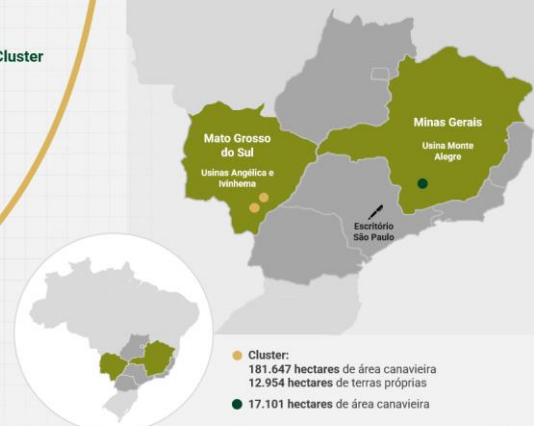 Cluster
Mato Grosso
do Sul
Usinas Angélica e
Ivinhema
Minas Gerais
Usina Monte
Alegre
Escritório
São Paulo
Cluster:
181.647 hectares de área canavieira
12.954 hectares de terras próprias
17.101 hectares de área canavieira